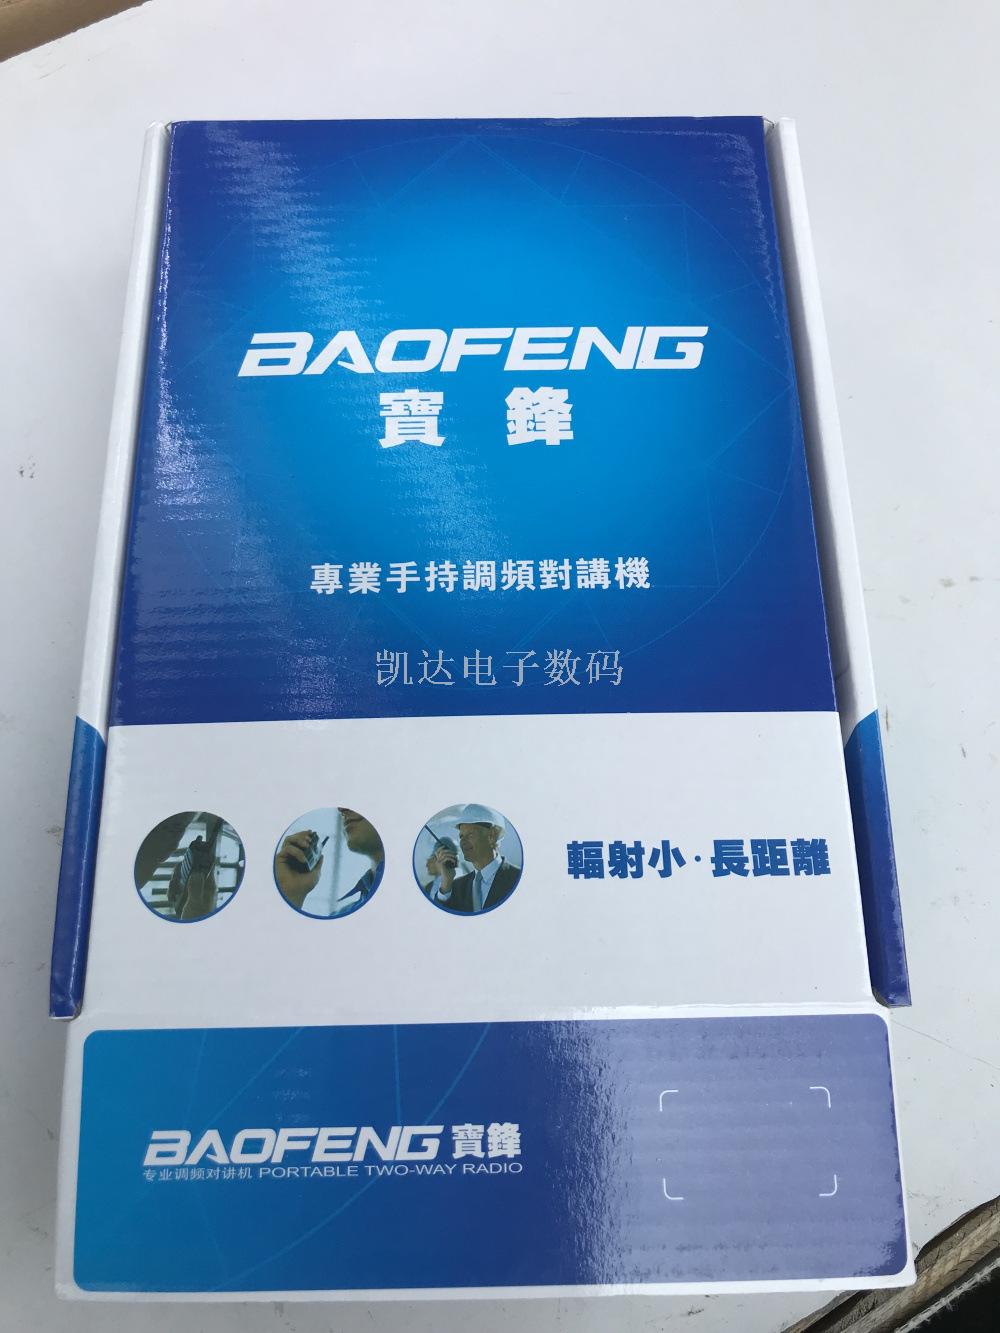 BAOFENG
寶鋒
專業手持調頻對講機
凯达电子数码
輻射小·長距離
BAOFENG 寶鋒
专业调频对讲机 PORTABLE TWO-WAY RADIO